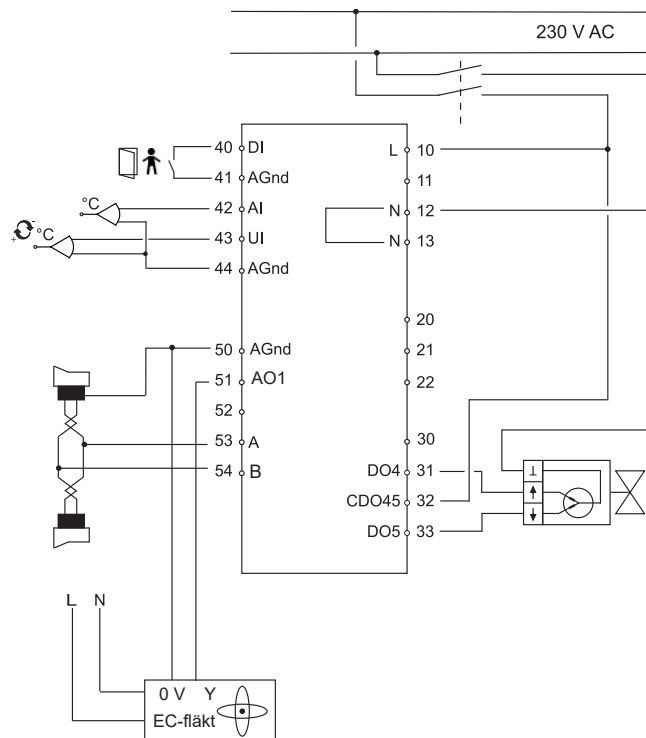 230 V AC
40 DI
L 10
41 AGnd
11
°C
42 AI
N 12
- + °C
43 UI
N 13
44 AGnd
20
50 AGnd
21
51 AO1
22
52
53 A
30
54 B
DO4 31
CDO45 32
DO5 33
L N
0 V Y
EC-fläkt